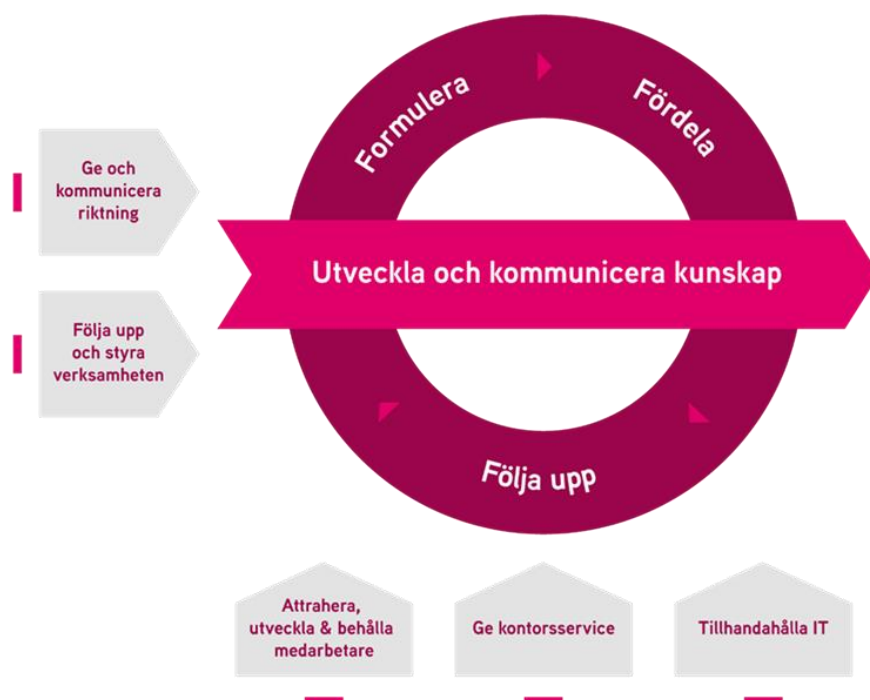 Formulera
Fördela
Ge och
kommunicera
riktning
Utveckla och kommunicera kunskap
Följa upp
och styra
verksamheten
Följa upp
Attrahera,
utveckla & behålla
medarbetare
Ge kontorsservice
Tillhandahålla IT